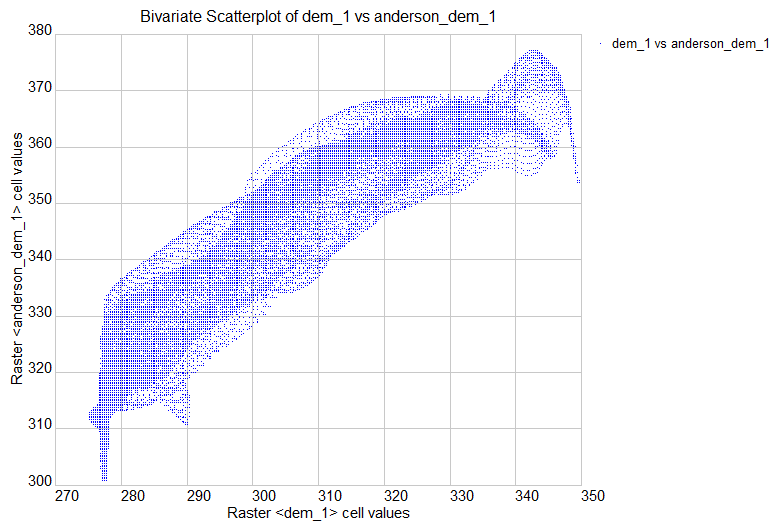 Bivariate Scatterplot of dem_1 vs anderson_dem_1
dem_1 vs anderson_dem_1
Raster <anderson_dem_1> cell values
380
370
360
350
340
330
320
310
300
270 280 290 300 310 320 330 340 350
Raster <dem_1> cell values